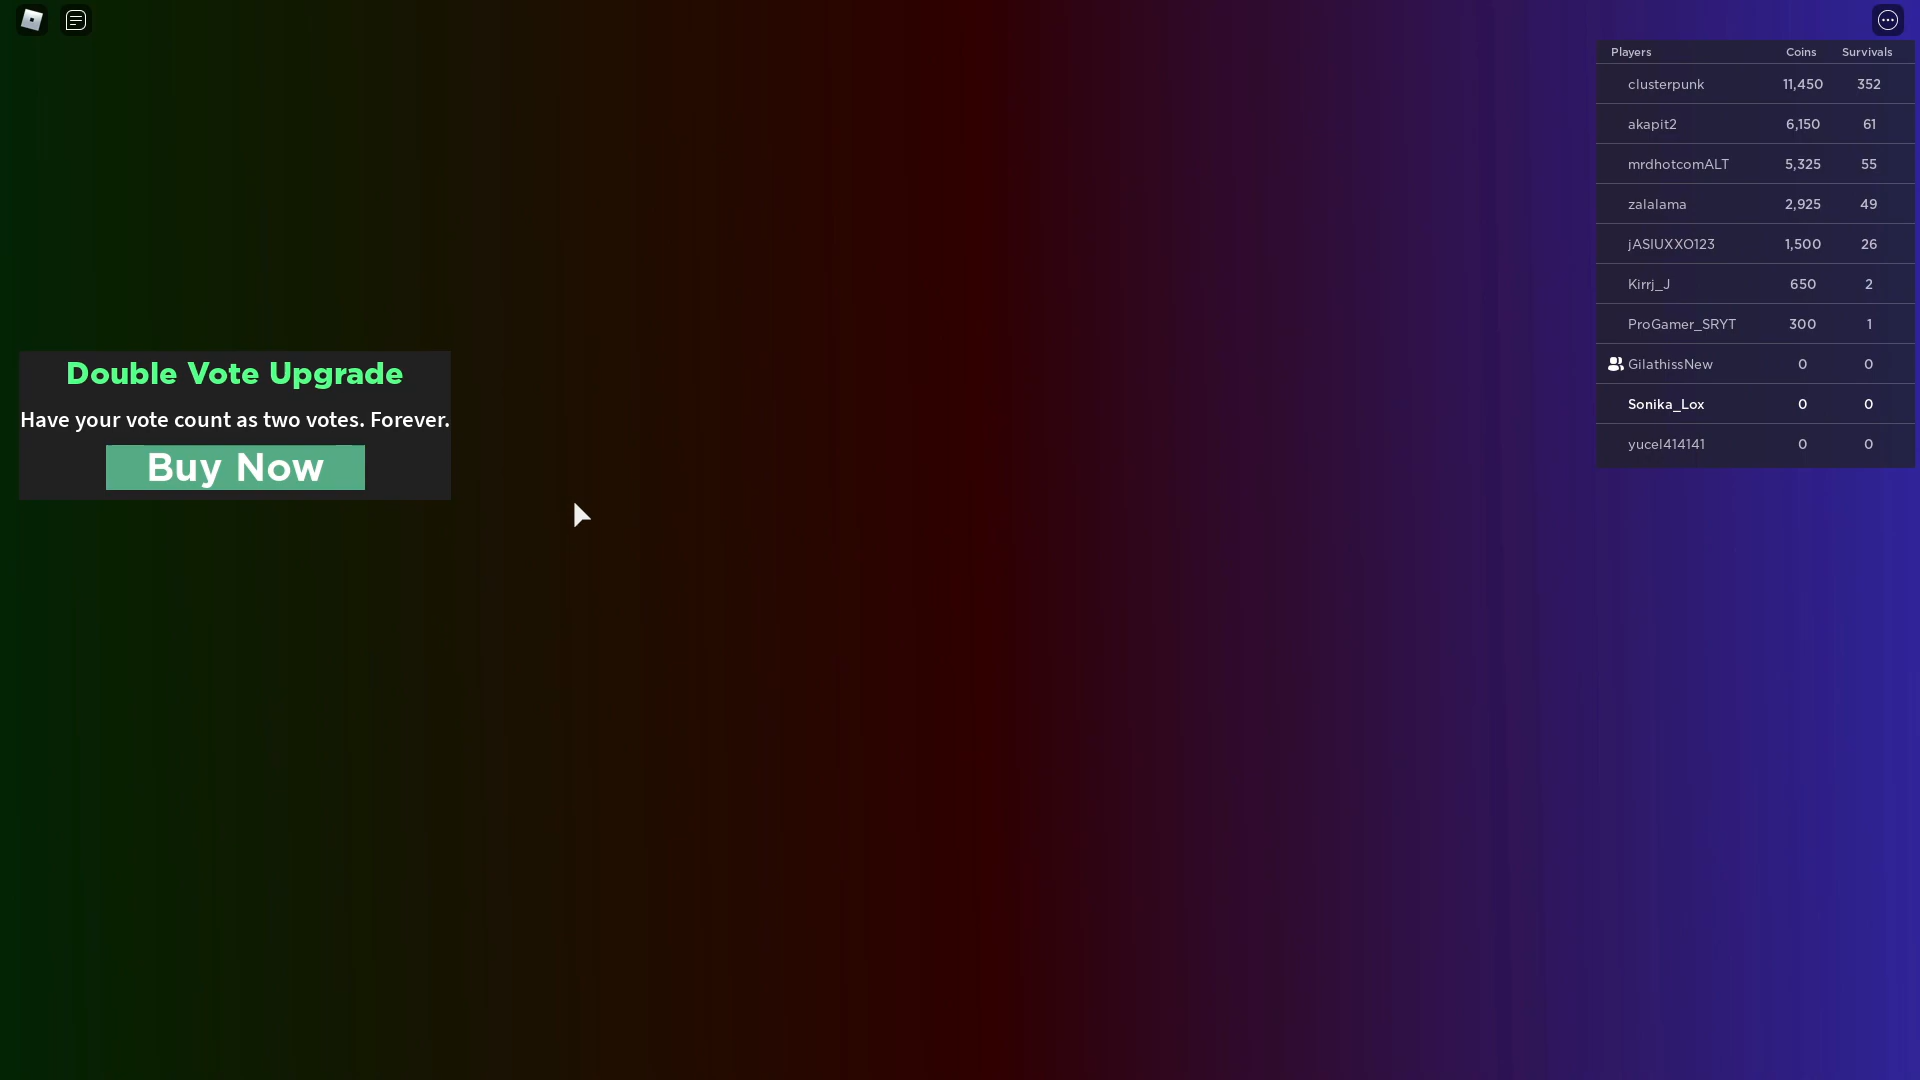 Players Coins Survivals
clusterpunk 11,450 352
akapit2 6,150 61
mrdhotcomALT 5,325 55
zalalama 2,925 49
jASIUXXO123 1,500 26
Kirrj_J 650 2
ProGamer_SRYT 300 1
GilathissNew 0 0
Sonika_Lox 0 0
yucel414141 0 0
Double Vote Upgrade
Have your vote count as two votes. Forever.
Buy Now